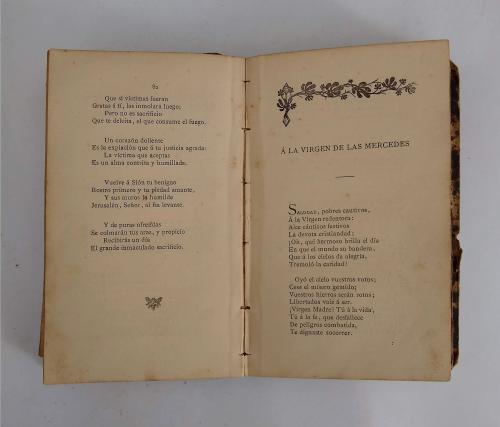 82
Que si víctimas fueran
Gratas á tí, las inmolara luego;
Pero no es sacrificio
Que te deleita, el que consume el fuego.
Un corazón doliente
Es la expiación que á tu justicia agrada:
La víctima que aceptas
Es un alma contrita y humillada.
Vuelve á Sión tu benigno
Rostro primero y tu piedad amante,
Y sus muros la humilde
Jerusalén, Señor, al fin levante.
Y de puras ofrendas
Se colmarán tus aras, y propicio
Recibirás un día
El grande inmaculado sacrificio.
Á LA VIRGEN DE LAS MERCEDES
SALUDAD, pobres cautivos,
Á la Virgen redentora:
Alce cánticos festivos
La devota cristiandad:
¡Oh, qué hermoso brilla el día
En que el mundo su bandera,
Que á los cielos da alegría,
Tremoló la caridad!
Oyó el cielo vuestros votos;
Cese el mísero gemido;
Vuestros hierros serán rotos;
Libertados vais á ser.
¡Virgen Madre! Tú á la vida,
Tú á la fe, que desfallece
De peligros combatida,
Te dignaste socorrer.